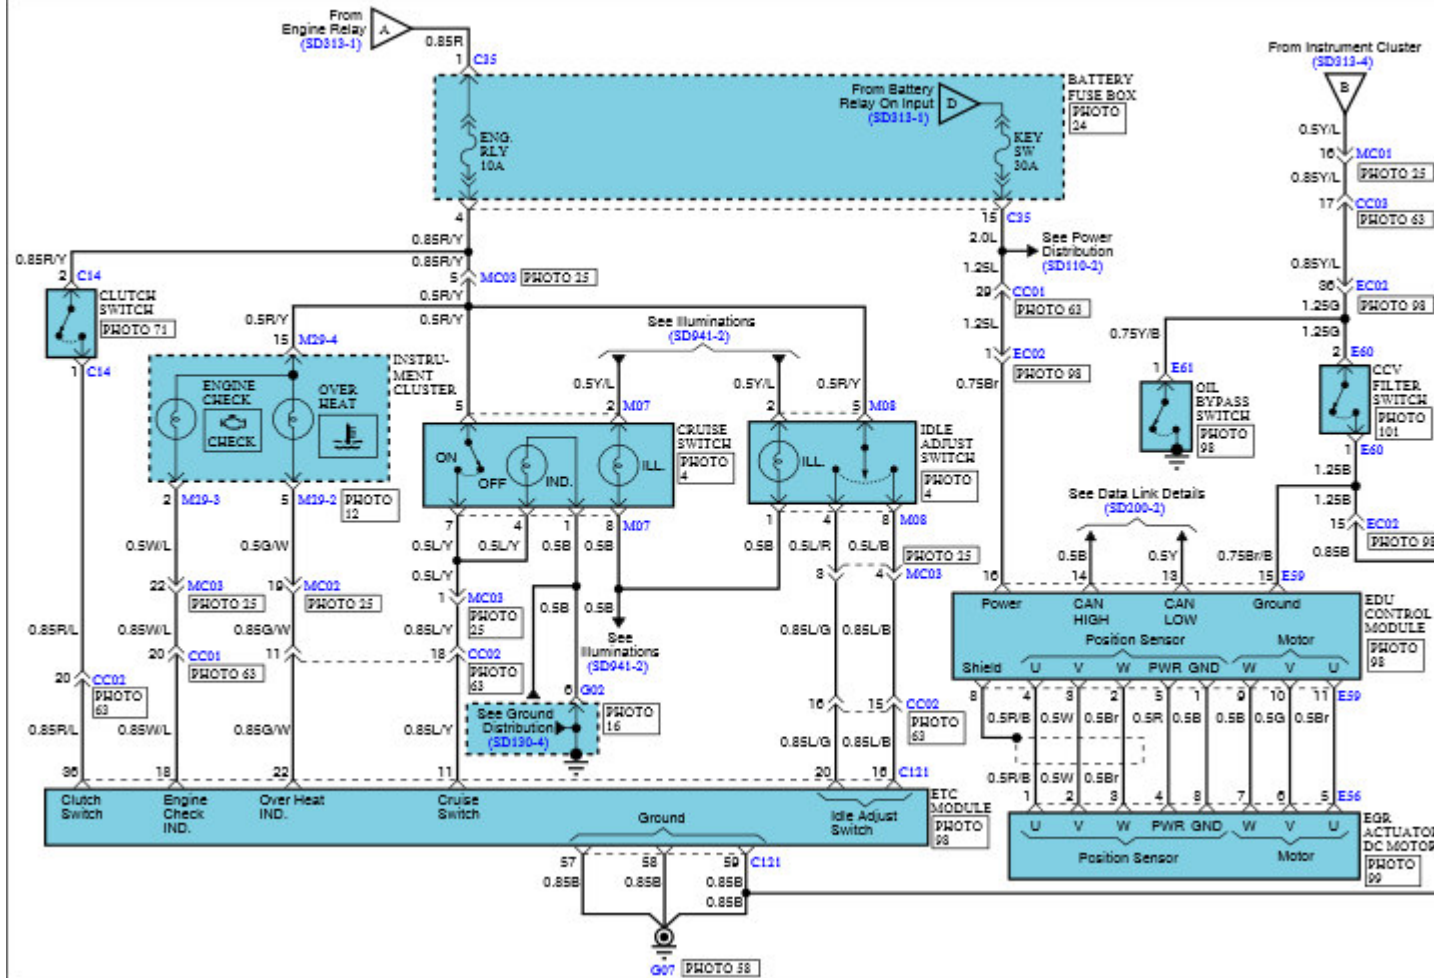 From
Engine Relay
(SD313-1)
A
0.85R
1 C35
From Battery
Relay On Input
(SD313-1)
D
BATTERY
FUSE BOX
PHOTO
24
ENG.
RLY
10A
KEY
SW
30A
From Instrument Cluster
(SD313-4)
B
0.5Y/L
16 MC01
PHOTO 25
0.85Y/L
17 CC03
PHOTO 63
0.85Y/L
36 EC02
PHOTO 98
1.25G
1.25G
0.75Y/B
4
15 C35
0.85R/Y
0.85R/Y
0.85R/Y
2.0L
See Power
Distribution
(SD110-2)
1.25L
2 C14
5 MC03 PHOTO 25
CLUTCH
SWITCH
PHOTO 71
0.5R/Y
0.5R/Y
0.5R/Y
29 CC01
PHOTO 63
1.25L
See Illuminations
(SD941-2)
15 M29-4
1 C14
1 EC02
PHOTO 98
0.75Br
INSTRU-
MENT
CLUSTER
ENGINE
CHECK
CHECK
OVER
HEAT
0.5Y/L
0.5Y/L
0.5R/Y
5
2 M07
2
5 M08
1 E61
2 E60
OIL
BYPASS
SWITCH
PHOTO
98
CCV
FILTER
SWITCH
PHOTO
101
1 E60
CRUISE
SWITCH
PHOTO
4
ON
OFF
IND.
ILL.
IDLE
ADJUST
SWITCH
PHOTO
4
ILL.
1.25B
1.25B
15 EC02
PHOTO 98
0.85B
See Data Link Details
(SD200-2)
2 M29-3
5 M29-2
PHOTO
12
7
4
1
8 M07
1
4
8 M08
0.5W/L
0.5G/W
0.5L/Y
0.5L/Y
0.5B
0.5B
0.5B
0.5L/R
0.5L/B
PHOTO 25
0.5B
0.5Y
0.75Br/B
0.5L/Y
3
4 MC03
22 MC03
PHOTO 25
19 MC02
PHOTO 25
1 MC03
PHOTO
25
0.5B
0.5B
16
14
13
15 E59
Power
CAN
HIGH
CAN
LOW
Ground
EDU
CONTROL
MODULE
PHOTO
98
0.85R/L
0.85W/L
0.85G/W
0.85L/Y
See
Illuminations
(SD941-2)
0.85L/G
0.85L/B
Position Sensor
Motor
Shield
U
V
W
PWR
GND
W
V
U
20 CC01
PHOTO 63
11
18 CC02
PHOTO
63
20 CC02
PHOTO
63
6 G02
See Ground
Distribution
(SD130-4)
PHOTO
16
16
15 CC02
PHOTO
63
8
4
3
2
5
1
9
10
11 E59
0.5R/B
0.5W
0.5Br
0.5R
0.5B
0.5B
0.5G
0.5Br
0.85R/L
0.85W/L
0.85G/W
0.85L/Y
0.85L/G
0.85L/B
0.5R/B
0.5W
0.5Br
36
18
22
11
20
16 C121
1
2
3
4
8
7
6
5 E56
Clutch
Switch
Engine
Check
IND.
Over Heat
IND.
Cruise
Switch
Ground
Idle Adjust
Switch
ETC
MODULE
PHOTO
98
U
V
W
PWR
GND
W
V
U
Position Sensor
Motor
EGR
ACTUATOR
DC MOTOR
PHOTO
99
57
58
59 C121
0.85B
0.85B
0.85B
0.85B
G07 PHOTO 58